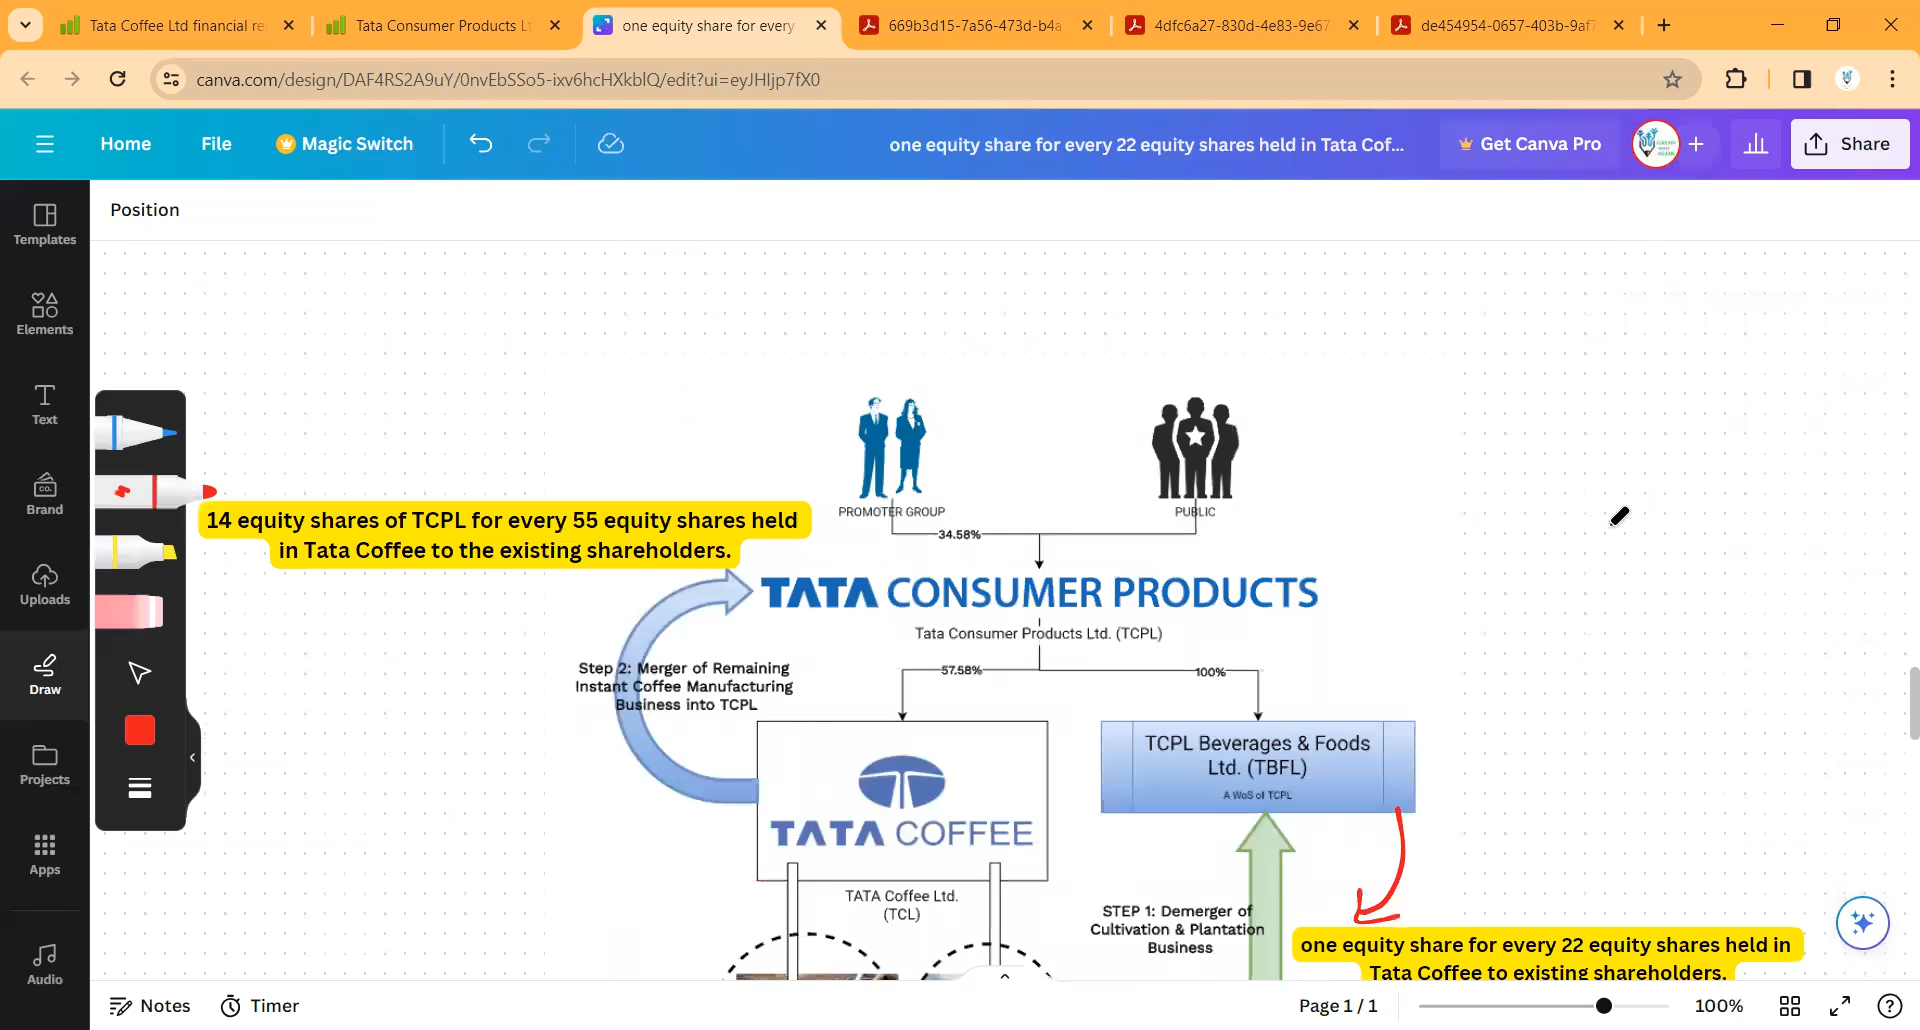 Tata Coffee Ltd financial re
Tata Consumer Products Lt
one equity share for every
669b3d15-7a56-473d-b4a
4dfc6a27-830d-4e83-9e67
de454954-0657-403b-9af7
canva.com/design/DAF4RS2A9uY/0nvEbSSo5-ixv6hcHXkblQ/edit?ui=eyJHIjp7fX0
Home
File
Magic Switch
one equity share for every 22 equity shares held in Tata Cof...
Get Canva Pro
Share
Position
Templates
Elements
Text
CO.
Brand
Uploads
Draw
Projects
Apps
Audio
14 equity shares of TCPL for every 55 equity shares held
in Tata Coffee to the existing shareholders.
PROMOTER GROUP
PUBLIC
34.58%
TATA CONSUMER PRODUCTS
Tata Consumer Products Ltd. (TCPL)
57.58%
100%
Step 2: Merger of Remaining
Instant Coffee Manufacturing
Business into TCPL
TCPL Beverages & Foods
Ltd. (TBFL)
A WoS of TCPL
TATA COFFEE
TATA Coffee Ltd.
(TCL)
STEP 1: Demerger of
Cultivation & Plantation
Business
one equity share for every 22 equity shares held in
Tata Coffee to existing shareholders.
Notes
Timer
Page 1 / 1
100%